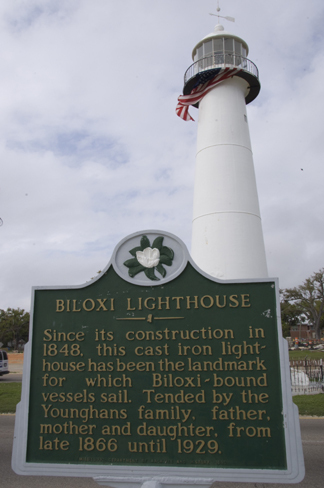 BILOXI LIGHTHOUSE
Since its construction in
1848, this cast iron light-
house has been the landmark
for which Biloxi-bound
vessels sail. Tended by the
Younghans family, father,
mother and daughter, from
late 1866 until 1929.